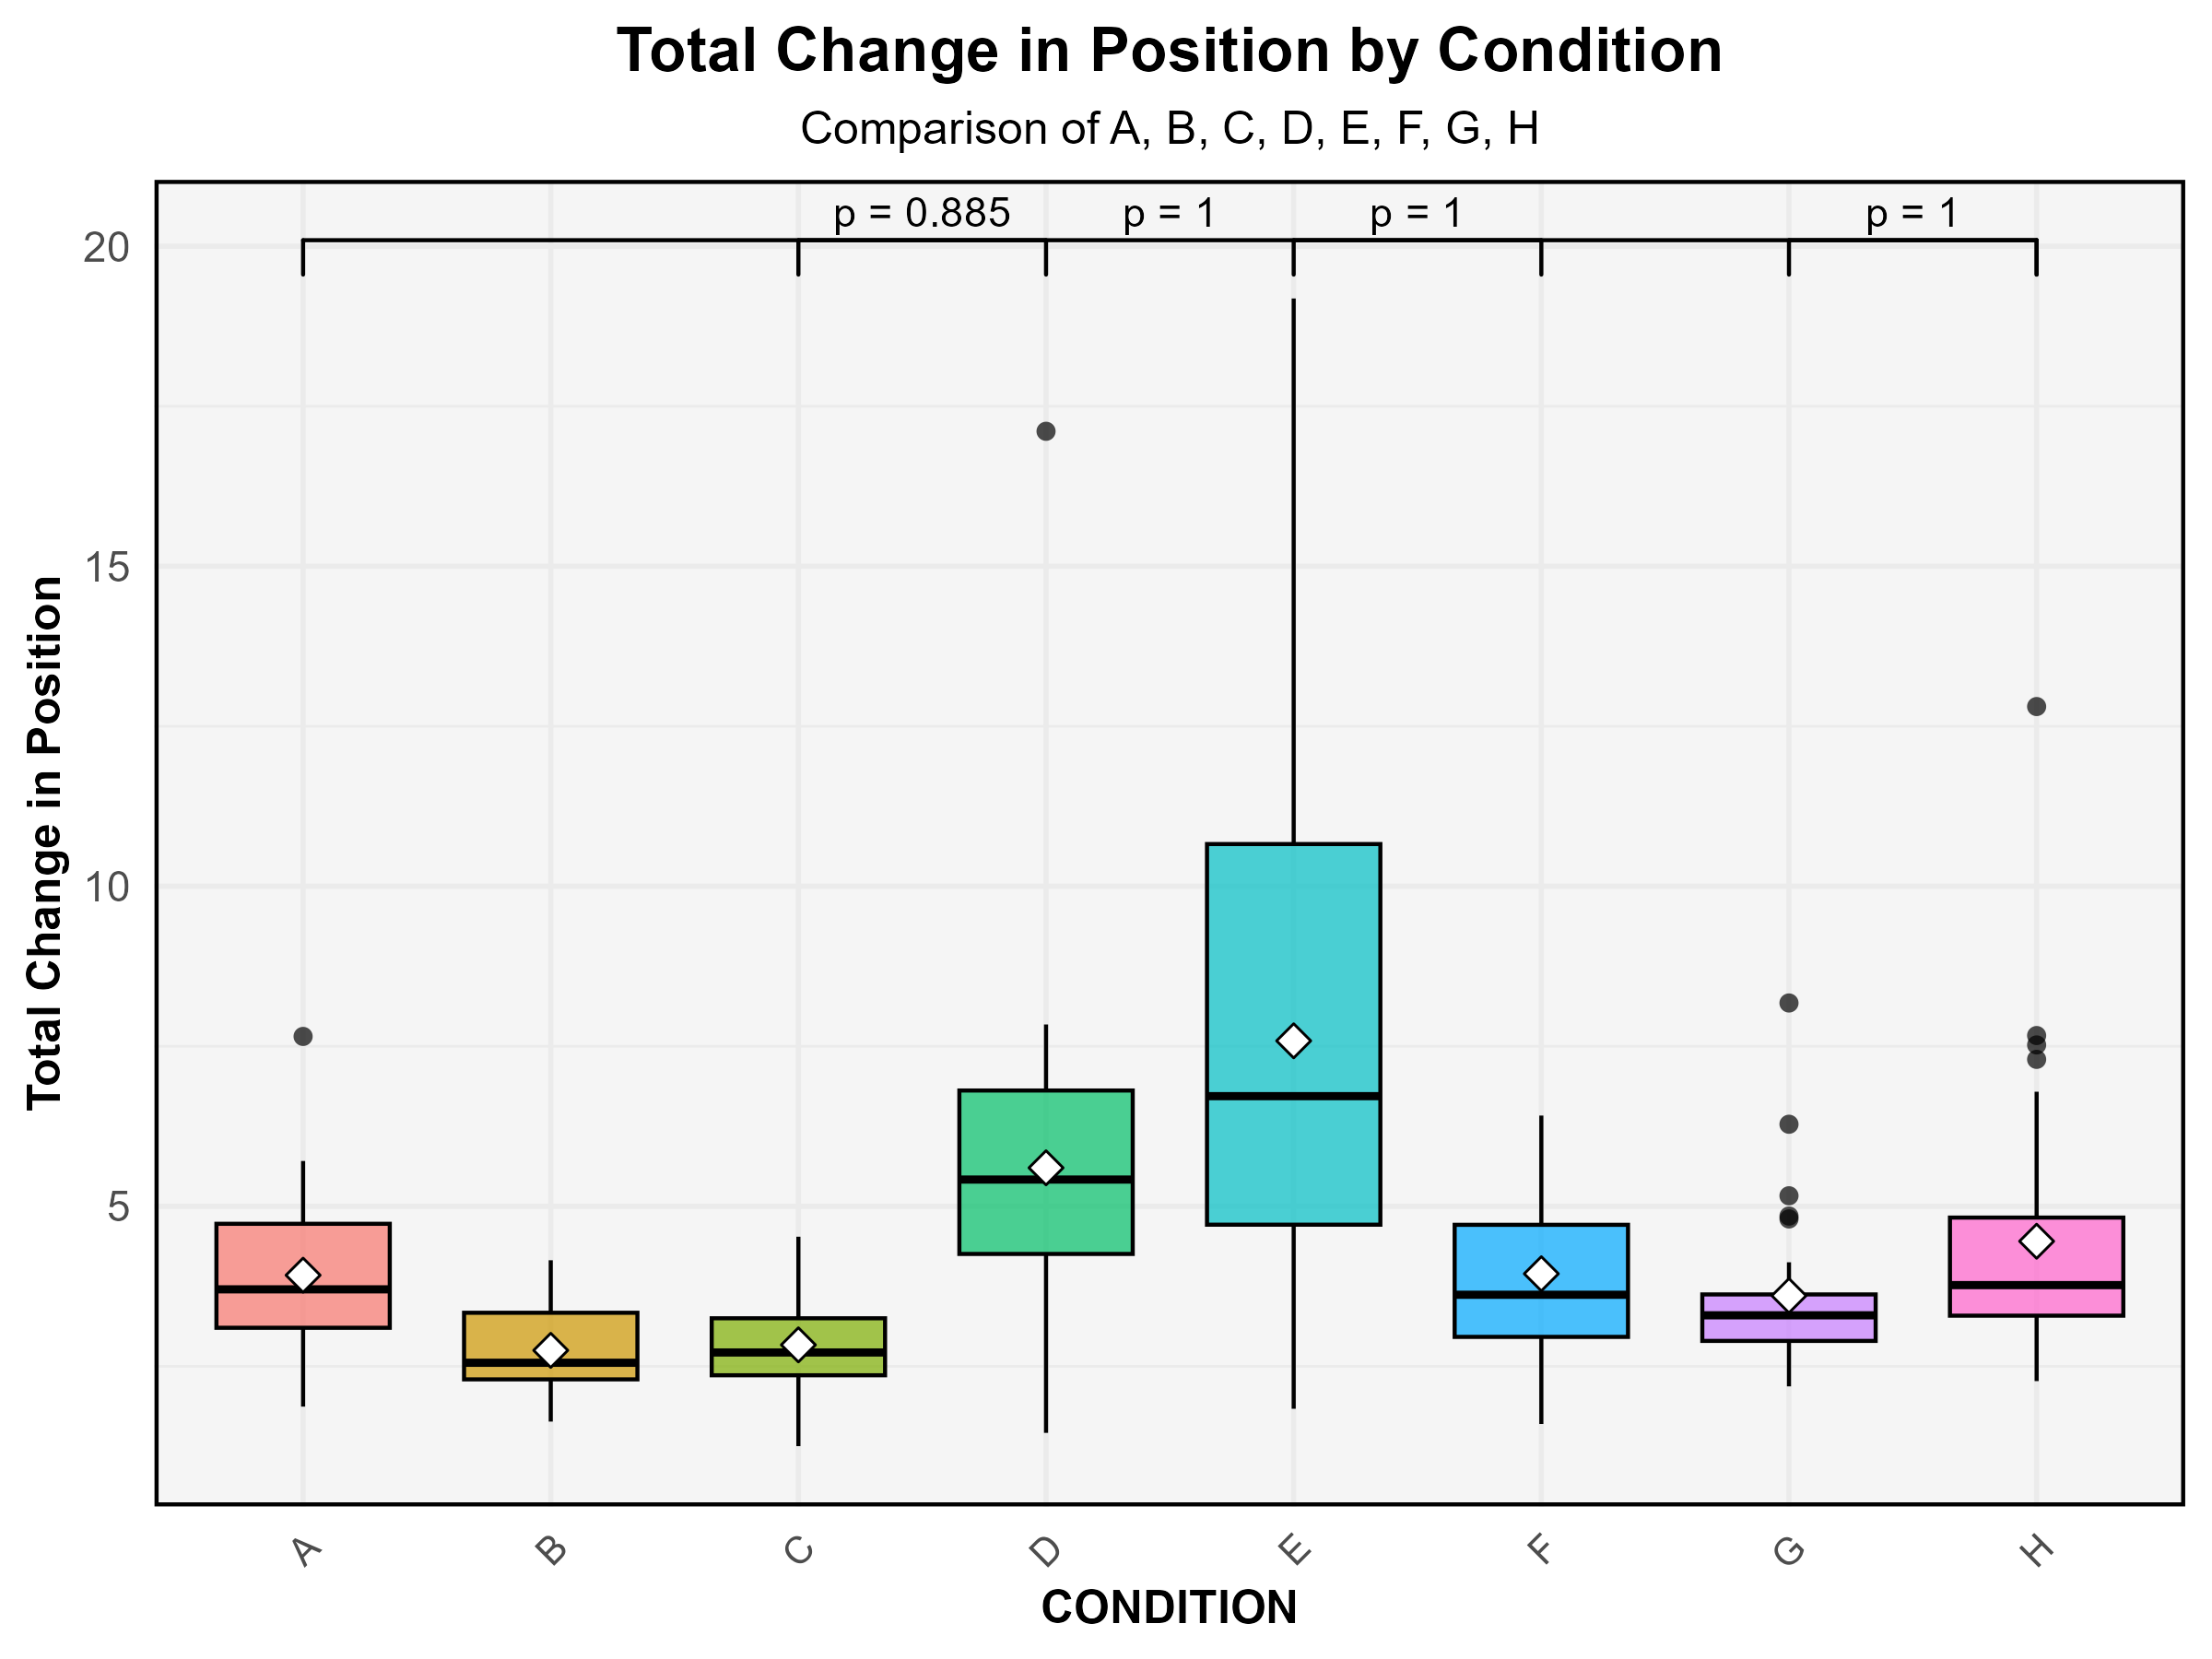 Total Change in Position by Condition
Comparison of A, B, C, D, E, F, G, H
p = 0.885
p = 1
p = 1
p = 1
20
15
10
5
Total Change in Position
A
B
C
D
E
F
G
H
CONDITION